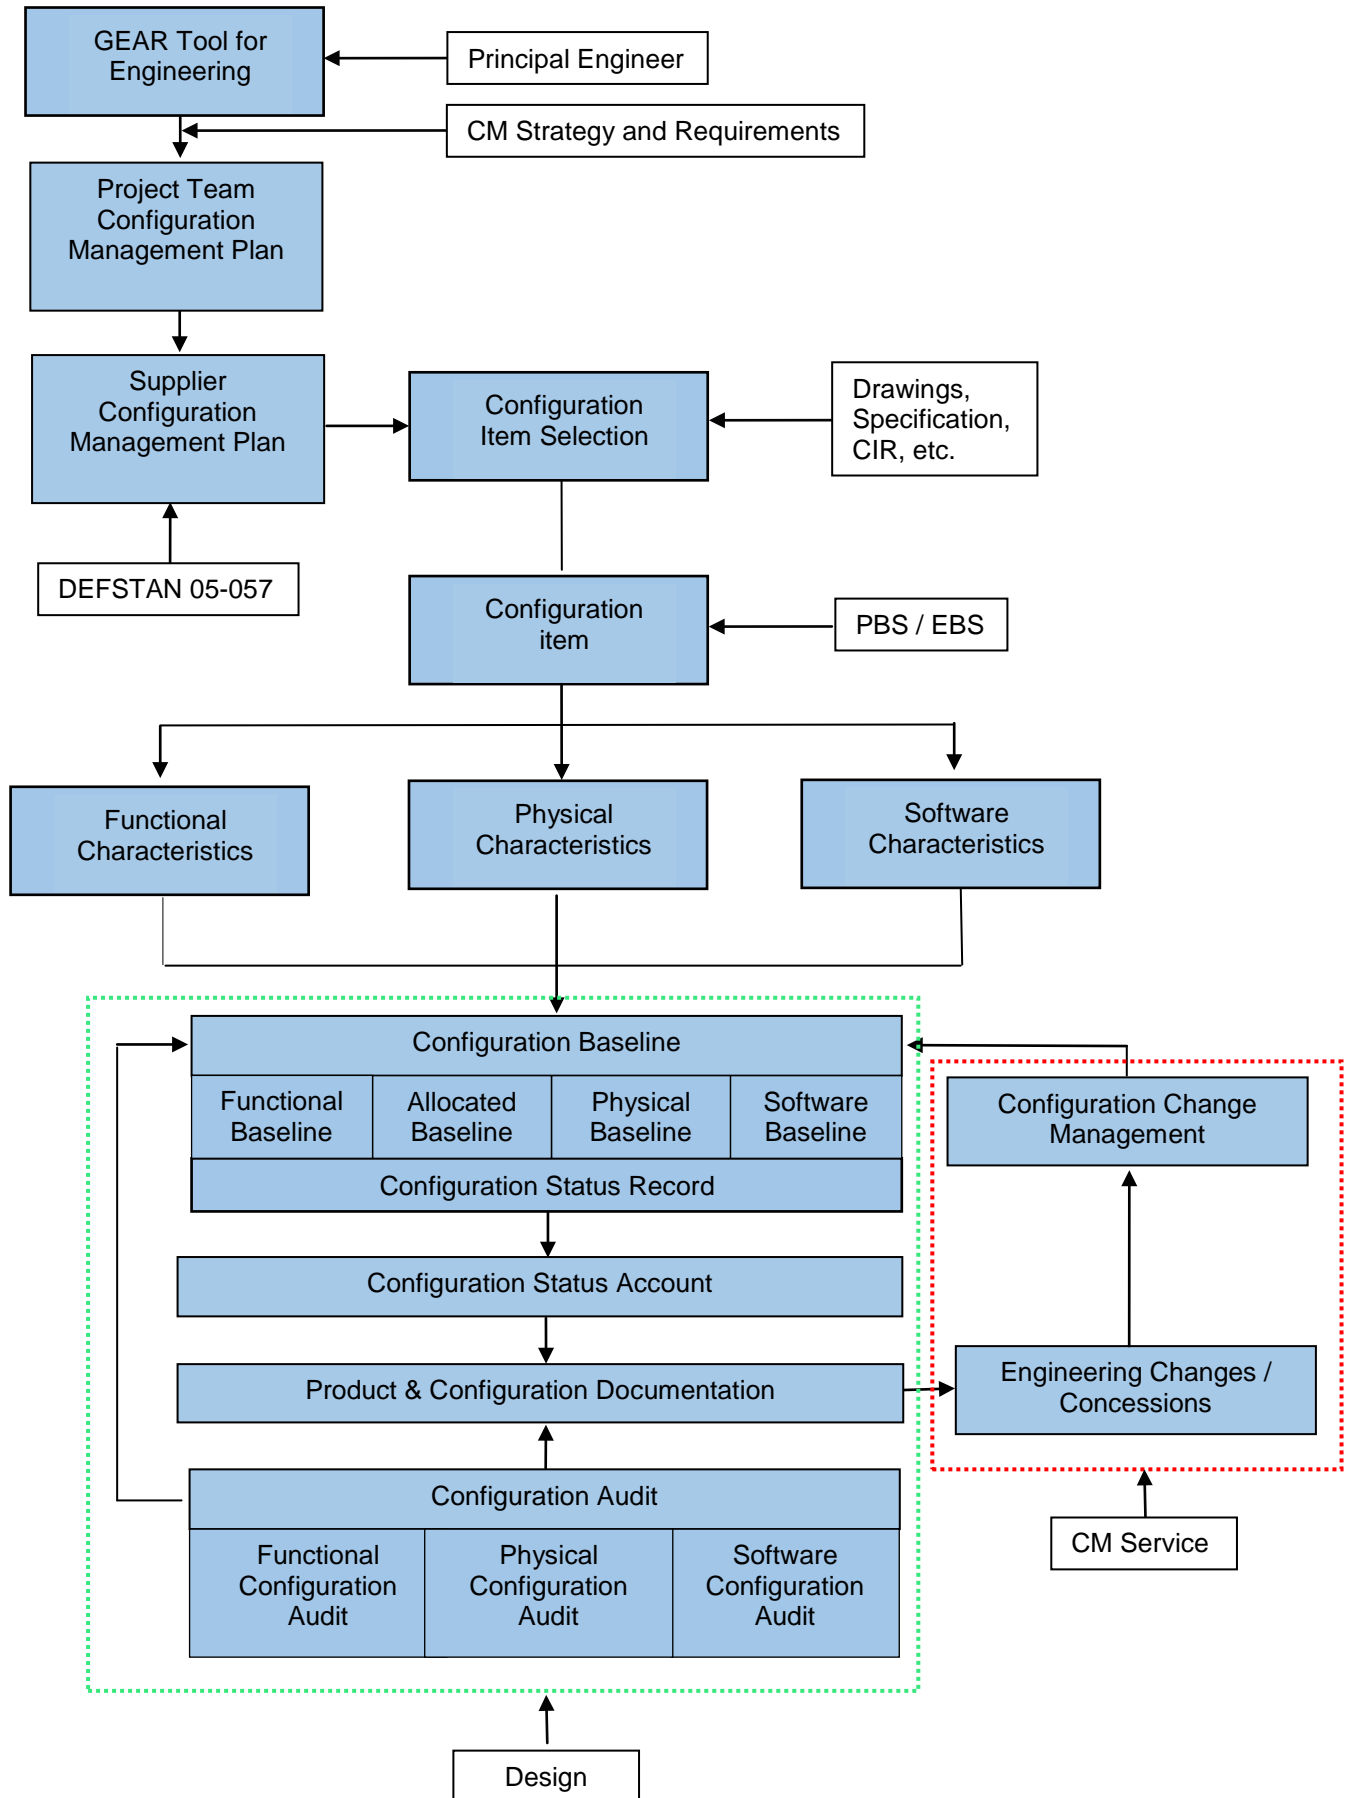 GEAR Tool for
Engineering
Principal Engineer
CM Strategy and Requirements
Project Team
Configuration
Management Plan
Supplier
Configuration
Management Plan
Configuration
Item Selection
Drawings,
Specification,
CIR, etc.
DEFSTAN 05-057
Configuration
item
PBS / EBS
Functional
Characteristics
Physical
Characteristics
Software
Characteristics
Configuration Baseline
Functional
Baseline
Allocated
Baseline
Physical
Baseline
Software
Baseline
Configuration Status Record
Configuration Change
Management
Configuration Status Account
Product & Configuration Documentation
Engineering Changes /
Concessions
Configuration Audit
Functional
Configuration
Audit
Physical
Configuration
Audit
Software
Configuration
Audit
CM Service
Design